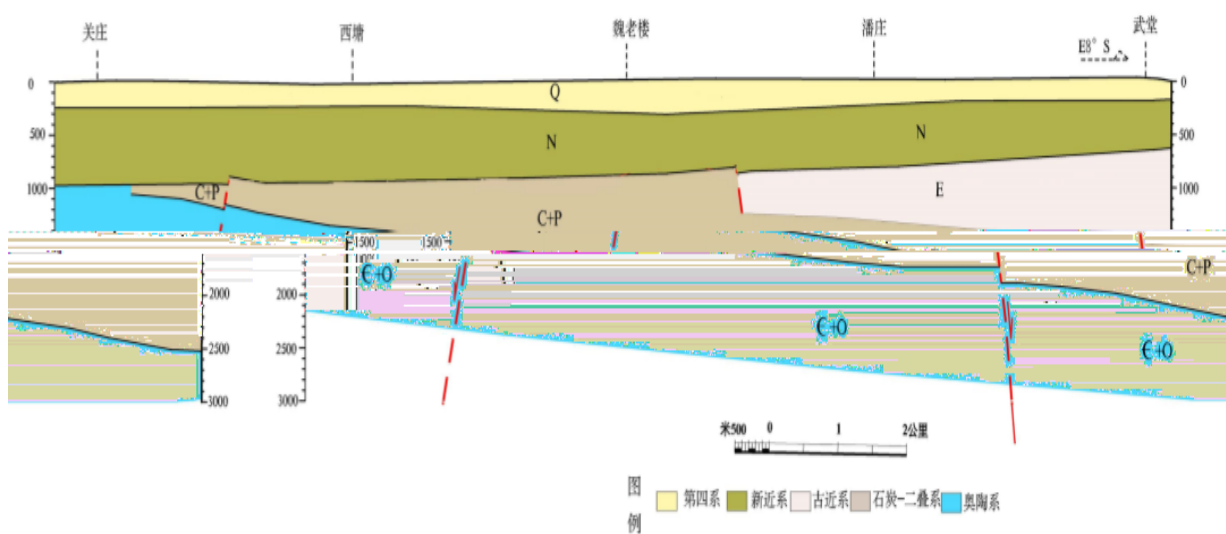 关庄 西塘 魏老楼 潘庄 武堂
E8° S
0 0
Q
500 N N 500
1000 C+P E 1000
C+P
1500 1500
Є+O C+P
2000 2000
Є+O
2500 2500 Є+O
3000 3000
米500 0 1 2公里
图例 第四系 新近系 古近系 石炭-二叠系 奥陶系